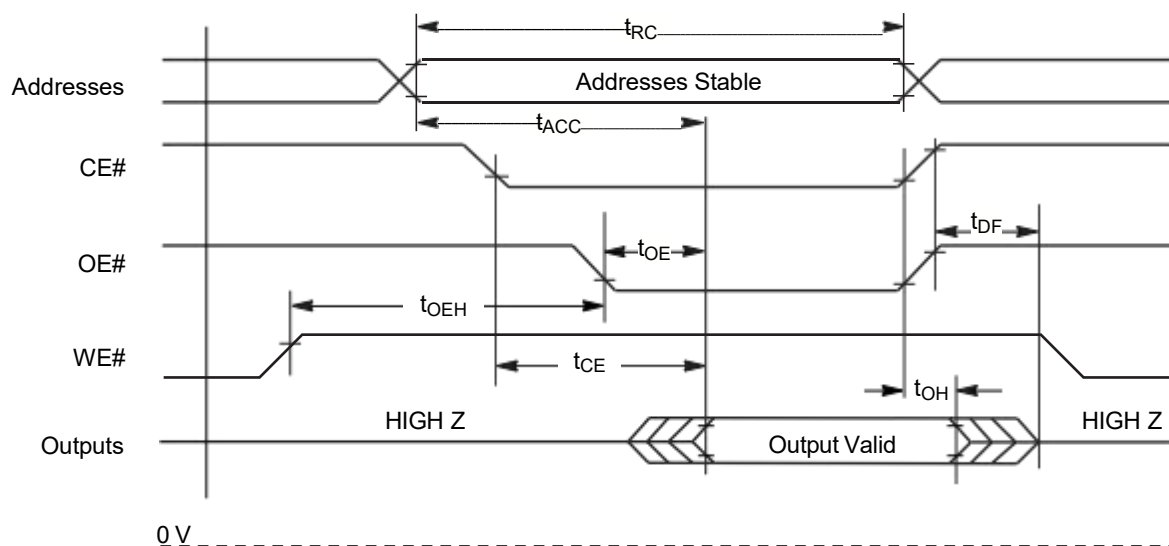 tRC
Addresses
Addresses Stable
tACC
CE#
tDF
OE#
tOE
tOEH
WE#
tCE
tOH
HIGH Z
HIGH Z
Outputs
Output Valid
0 V